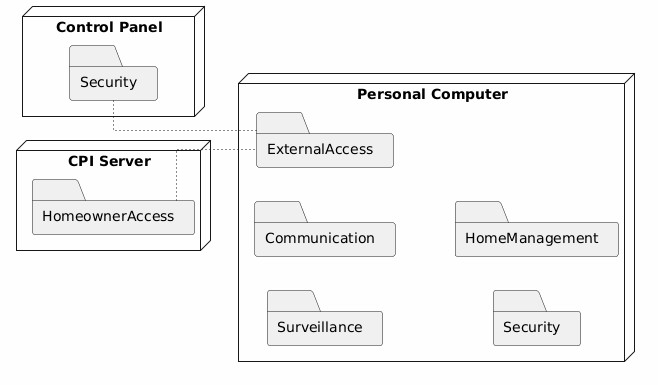 Control Panel
Security
CPI Server
HomeownerAccess
Personal Computer
ExternalAccess
Communication
HomeManagement
Surveillance
Security